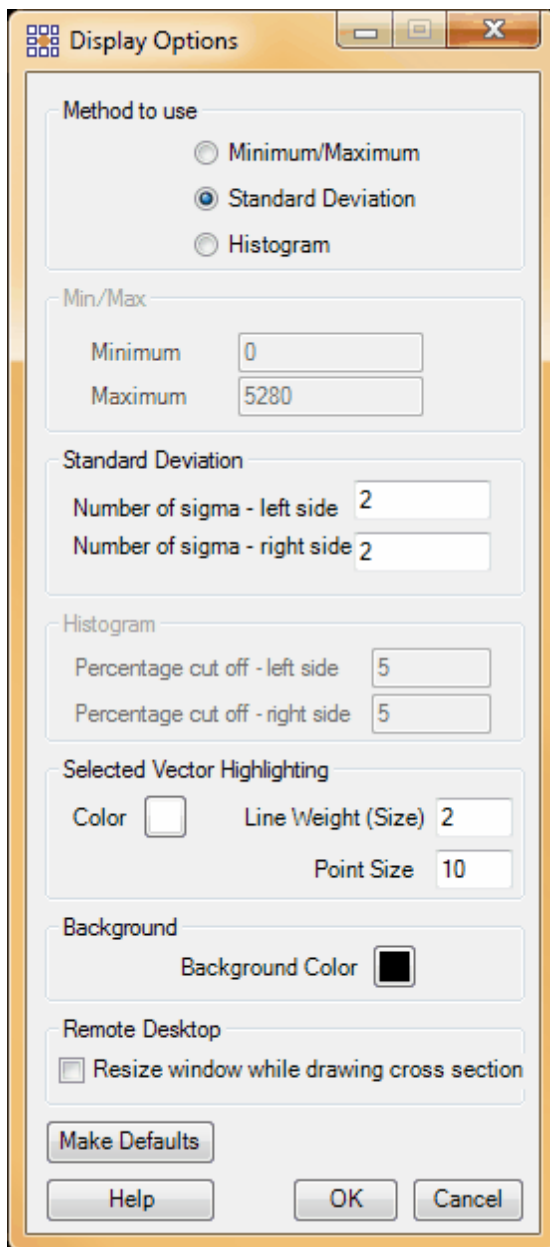 Display Options
Method to use
Minimum/Maximum
Standard Deviation
Histogram
Min/Max
Minimum 0
Maximum 5280
Standard Deviation
Number of sigma - left side 2
Number of sigma - right side 2
Histogram
Percentage cut off - left side 5
Percentage cut off - right side 5
Selected Vector Highlighting
Color Line Weight (Size) 2
Point Size 10
Background
Background Color
Remote Desktop
Resize window while drawing cross section
Make Defaults
Help OK Cancel